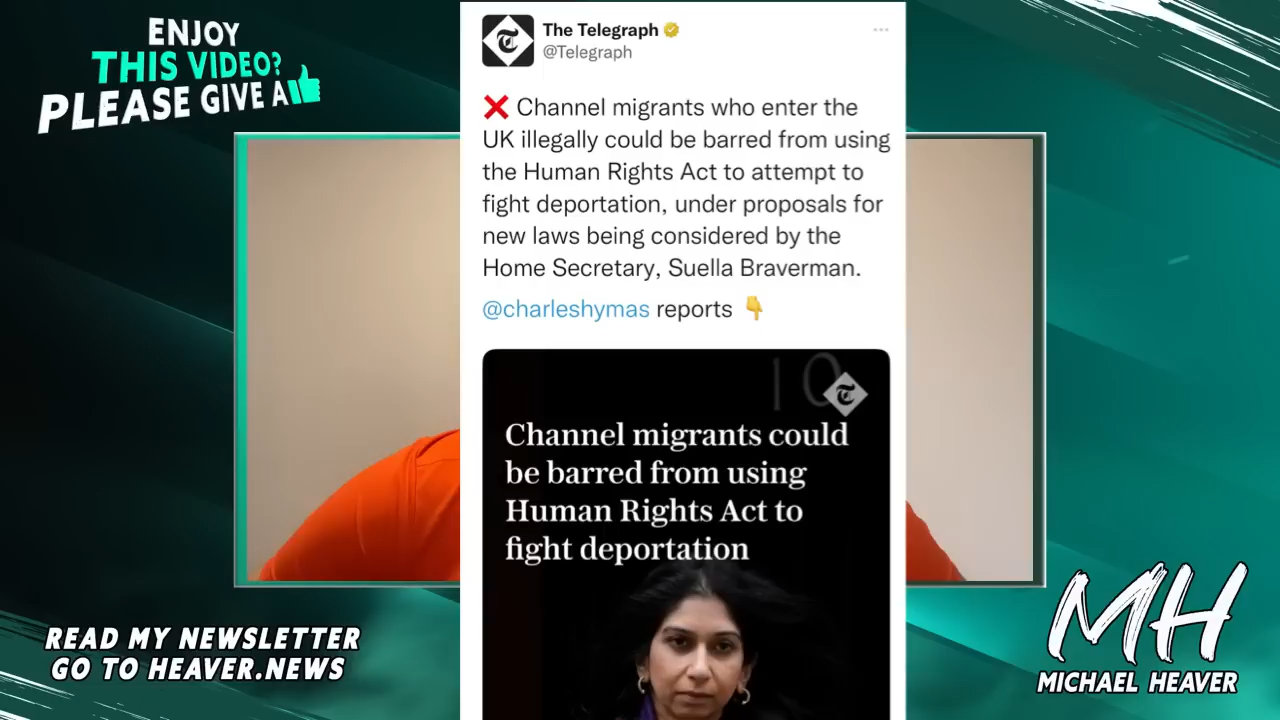 ENJOY
THIS VIDEO?
PLEASE GIVE A
The Telegraph
@Telegraph
Channel migrants who enter the
UK illegally could be barred from using
the Human Rights Act to attempt to
fight deportation, under proposals for
new laws being considered by the
Home Secretary, Suella Braverman.
@charleshymas reports
10
Channel migrants could
be barred from using
Human Rights Act to
fight deportation
READ MY NEWSLETTER
GO TO HEAVER.NEWS
MH
MICHAEL HEAVER